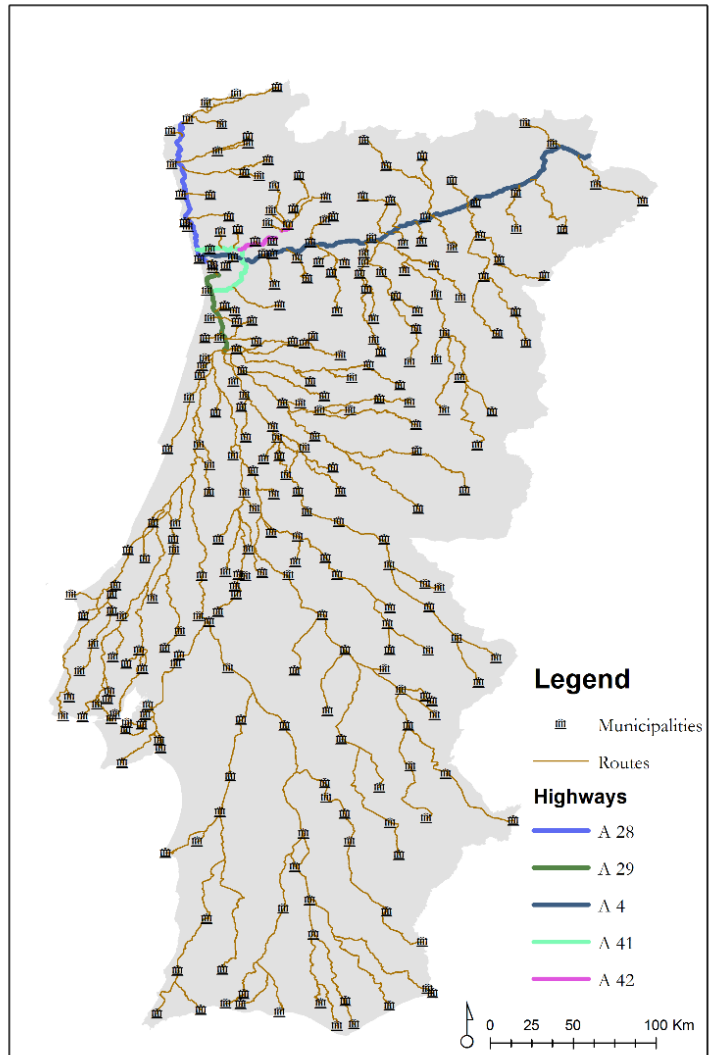 Legend
Municipalities
Routes
Highways
A 28
A 29
A 4
A 41
A 42
0 25 50 100 Km